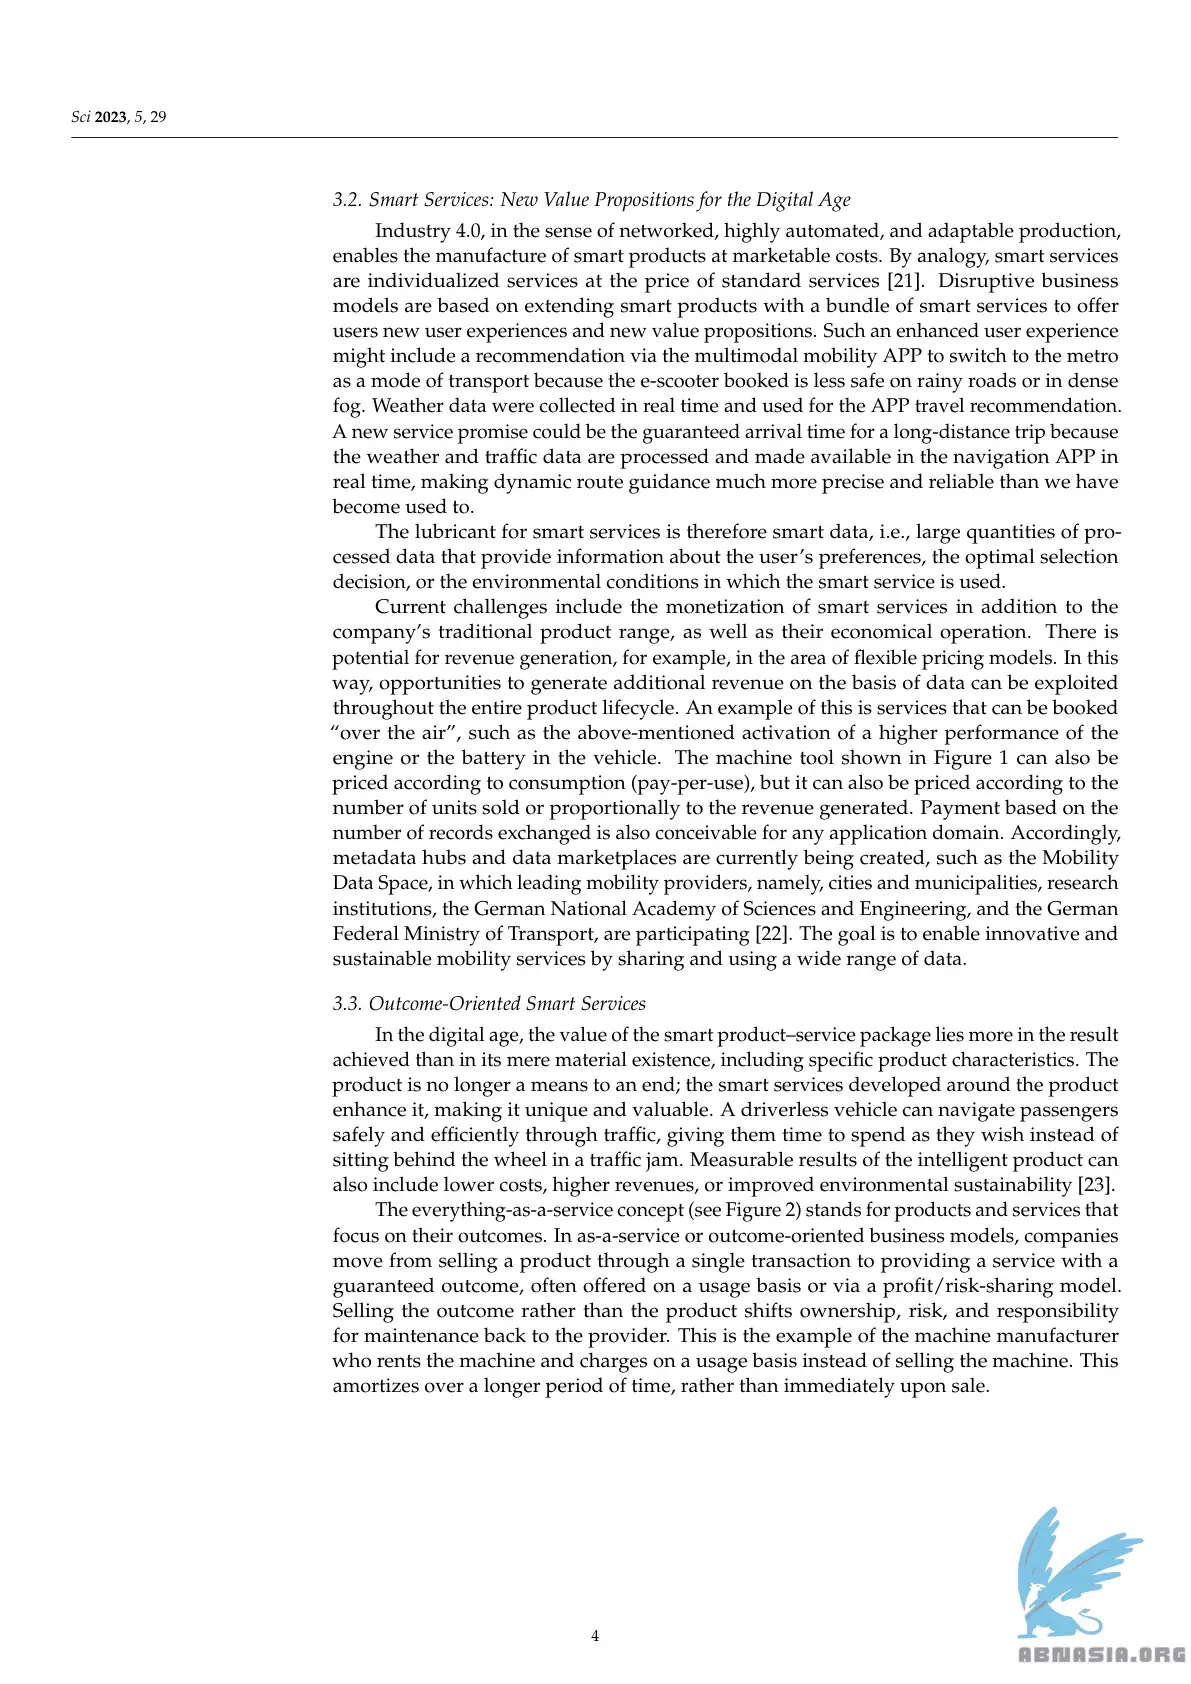 Sci 2023, 5, 29
3.2. Smart Services: New Value Propositions for the Digital Age
Industry 4.0, in the sense of networked, highly automated, and adaptable production,
enables the manufacture of smart products at marketable costs. By analogy, smart services
are individualized services at the price of standard services [21]. Disruptive business
models are based on extending smart products with a bundle of smart services to offer
users new user experiences and new value propositions. Such an enhanced user experience
might include a recommendation via the multimodal mobility APP to switch to the metro
as a mode of transport because the e-scooter booked is less safe on rainy roads or in dense
fog. Weather data were collected in real time and used for the APP travel recommendation.
A new service promise could be the guaranteed arrival time for a long-distance trip because
the weather and traffic data are processed and made available in the navigation APP in
real time, making dynamic route guidance much more precise and reliable than we have
become used to.
The lubricant for smart services is therefore smart data, i.e., large quantities of pro-
cessed data that provide information about the user's preferences, the optimal selection
decision, or the environmental conditions in which the smart service is used.
Current challenges include the monetization of smart services in addition to the
company's traditional product range, as well as their economical operation. There is
potential for revenue generation, for example, in the area of flexible pricing models. In this
way, opportunities to generate additional revenue on the basis of data can be exploited
throughout the entire product lifecycle. An example of this is services that can be booked
“over the air”, such as the above-mentioned activation of a higher performance of the
engine or the battery in the vehicle. The machine tool shown in Figure 1 can also be
priced according to consumption (pay-per-use), but it can also be priced according to the
number of units sold or proportionally to the revenue generated. Payment based on the
number of records exchanged is also conceivable for any application domain. Accordingly,
metadata hubs and data marketplaces are currently being created, such as the Mobility
Data Space, in which leading mobility providers, namely, cities and municipalities, research
institutions, the German National Academy of Sciences and Engineering, and the German
Federal Ministry of Transport, are participating [22]. The goal is to enable innovative and
sustainable mobility services by sharing and using a wide range of data.
3.3. Outcome-Oriented Smart Services
In the digital age, the value of the smart product–service package lies more in the result
achieved than in its mere material existence, including specific product characteristics. The
product is no longer a means to an end; the smart services developed around the product
enhance it, making it unique and valuable. A driverless vehicle can navigate passengers
safely and efficiently through traffic, giving them time to spend as they wish instead of
sitting behind the wheel in a traffic jam. Measurable results of the intelligent product can
also include lower costs, higher revenues, or improved environmental sustainability [23].
The everything-as-a-service concept (see Figure 2) stands for products and services that
focus on their outcomes. In as-a-service or outcome-oriented business models, companies
move from selling a product through a single transaction to providing a service with a
guaranteed outcome, often offered on a usage basis or via a profit/risk-sharing model.
Selling the outcome rather than the product shifts ownership, risk, and responsibility
for maintenance back to the provider. This is the example of the machine manufacturer
who rents the machine and charges on a usage basis instead of selling the machine. This
amortizes over a longer period of time, rather than immediately upon sale.
4
ABNASIA.ORG